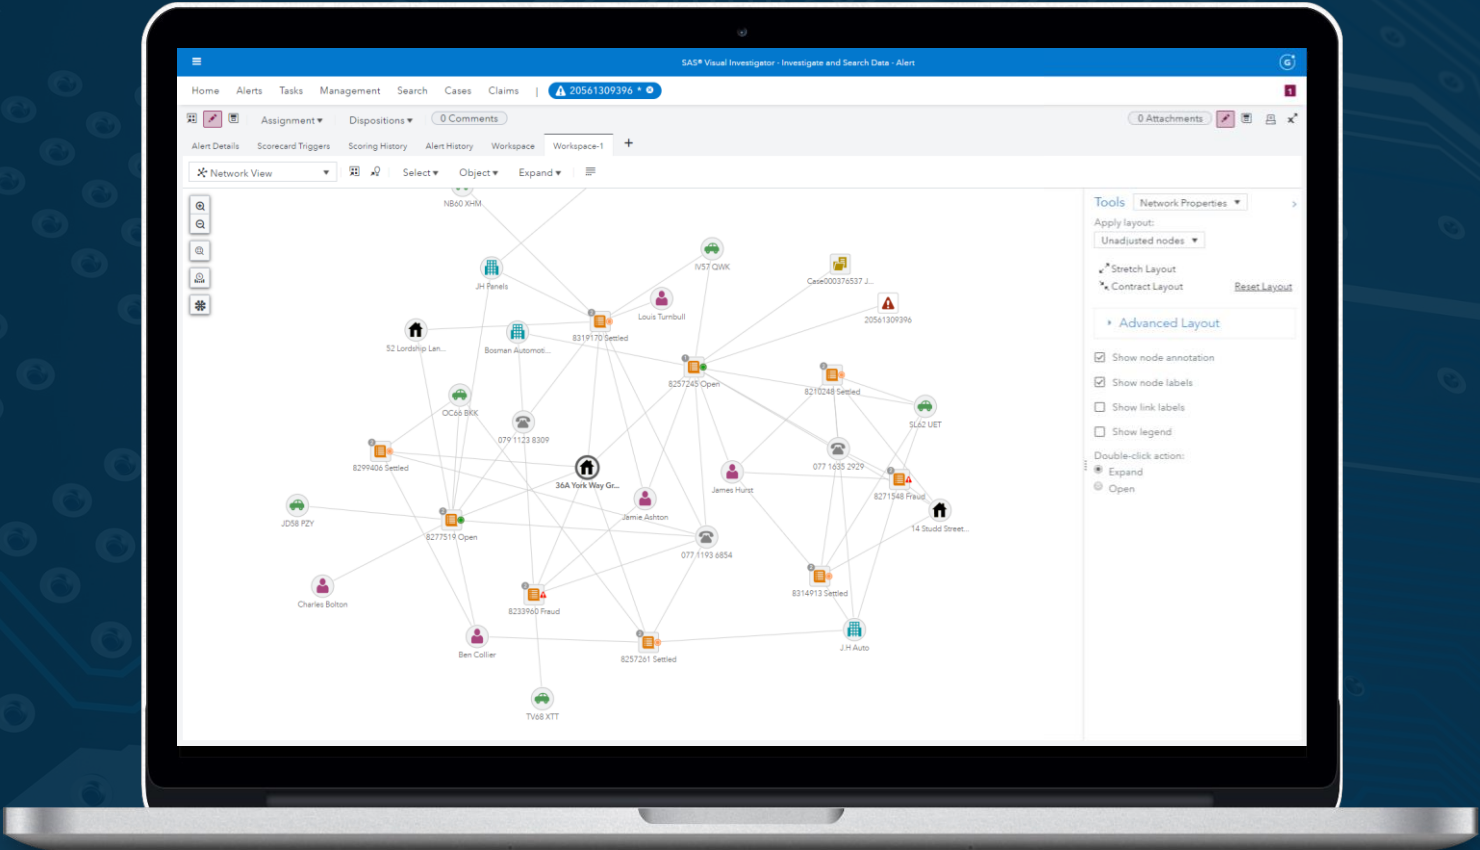 SAS® Visual Investigator - Investigate and Search Data - Alert
G
Home Alerts Tasks Management Search Cases Claims | 20561309396 *
1
Assignment Dispositions 0 Comments 0 Attachments
Alert Details Scorecard Triggers Scoring History Alert History Workspace Workspace-1 +
Network View Select Object Expand
Tools Network Properties
Apply layout:
Unadjusted nodes
Stretch Layout
Contract Layout Reset Layout
Advanced Layout
Show node annotation
Show node labels
Show link labels
Show legend
Double-click action:
Expand
Open
NB60 XHM
IV57 QWK
JH Panels
Case000376537 J...
Louis Turnbull
20561309396
8319170 Settled
52 Lordship Lan...
Bosman Automoti...
8257245 Open
8210248 Settled
OC66 BKK
SL62 UET
079 1123 8309
8299406 Settled
077 1635 2929
36A York Way Gr...
James Hurst
8271548 Fraud
JD58 PZY
Jamie Ashton
14 Studd Street...
8277519 Open
077 1193 6854
Charles Bolton
8233960 Fraud
8314913 Settled
Ben Collier
8257261 Settled
J.H Auto
TV68 XTT